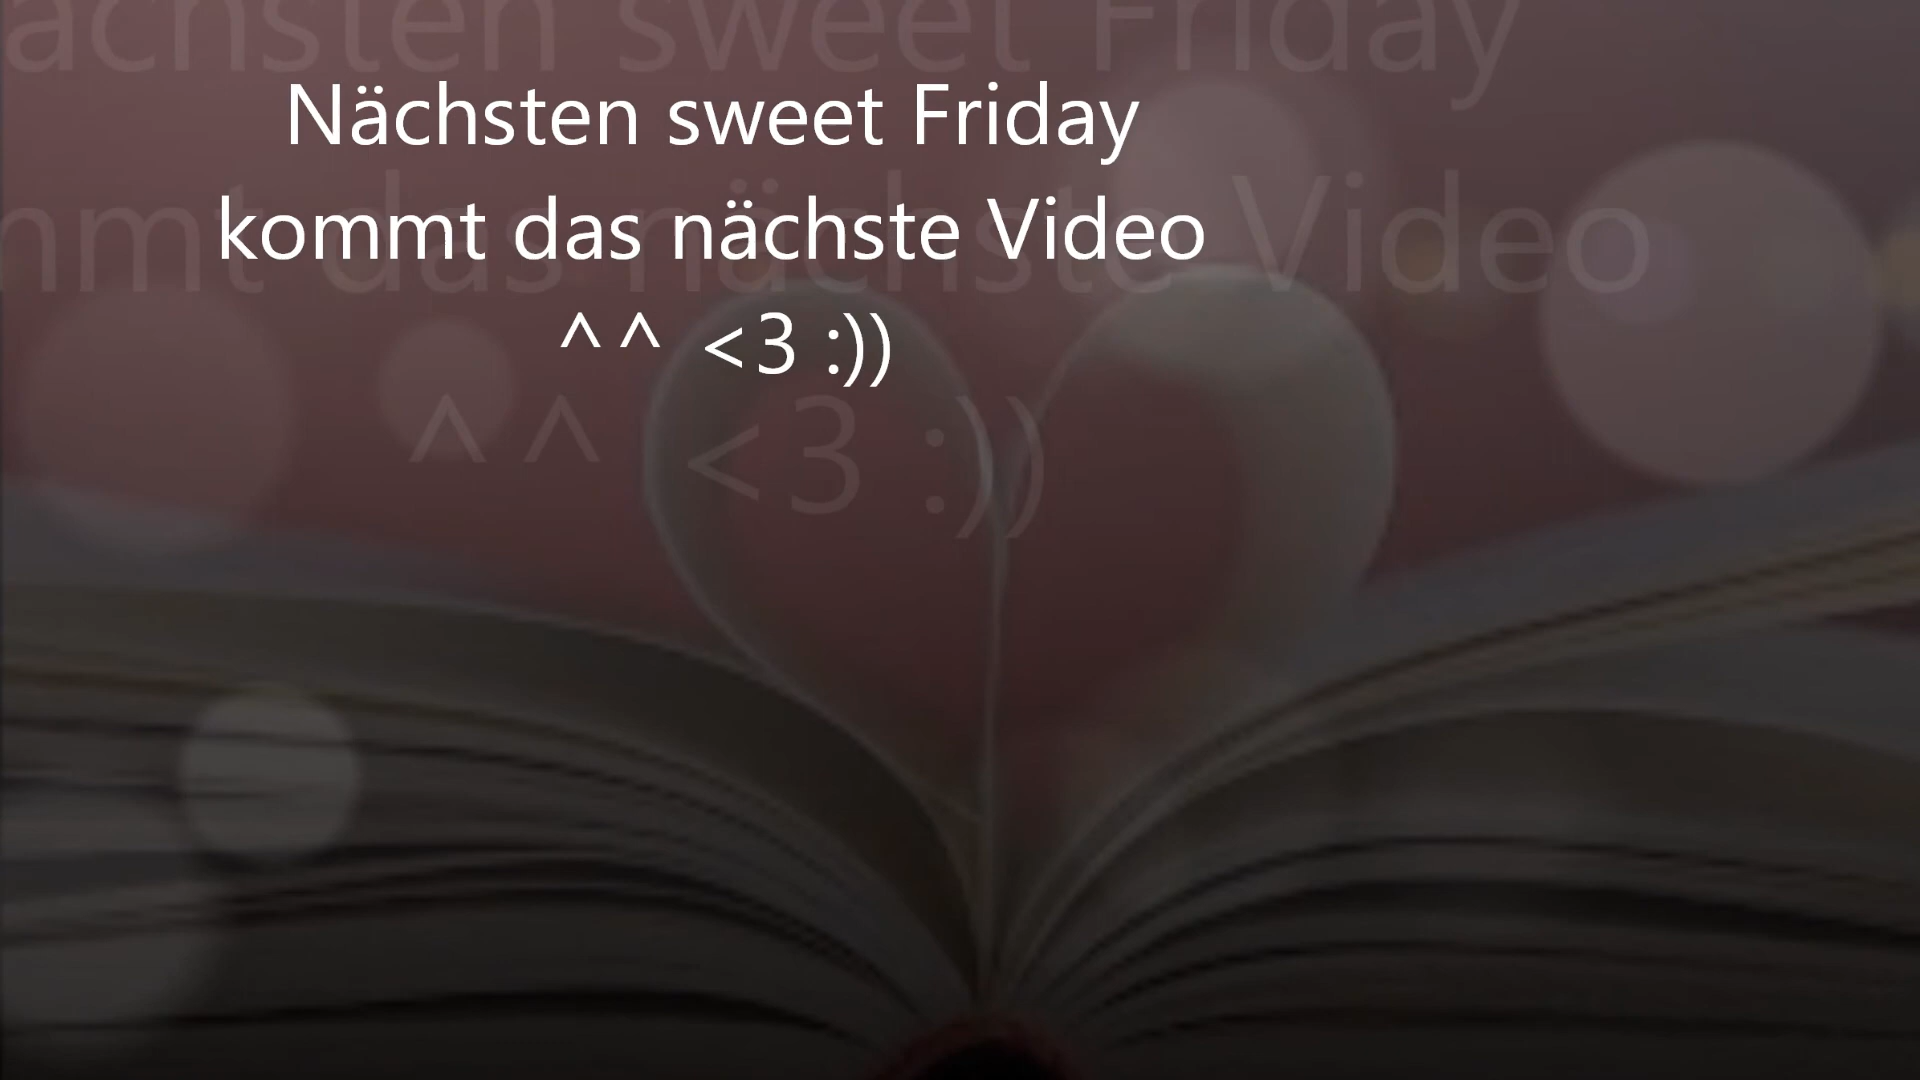 Nächsten sweet Friday
kommt das nächste Video
^^ <3 :))